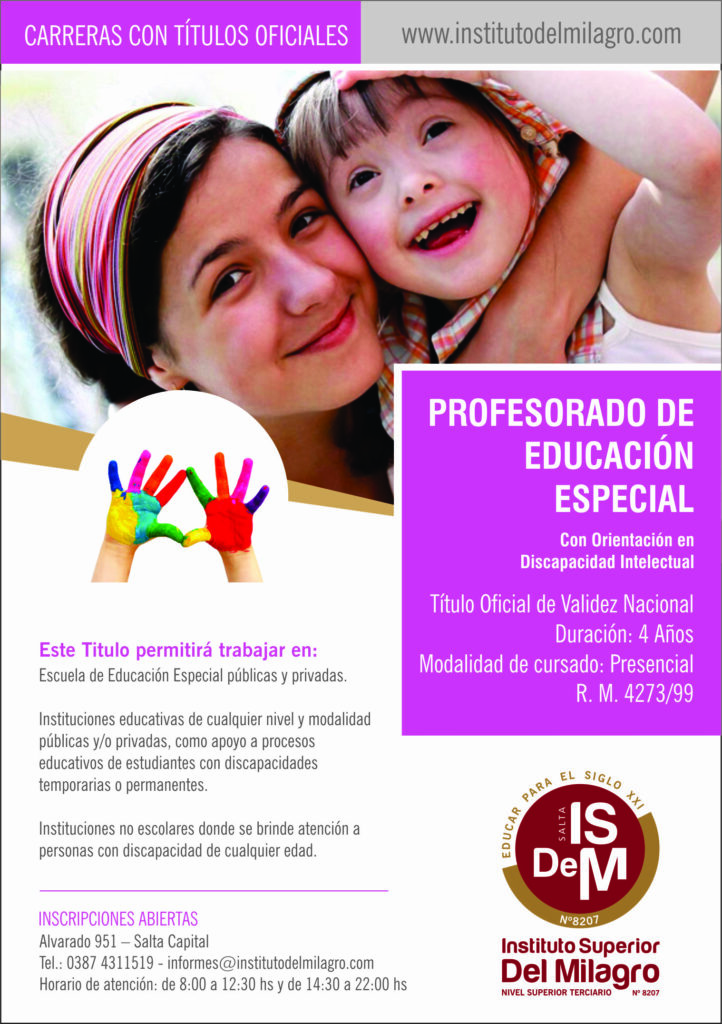 CARRERAS CON TÍTULOS OFICIALES
www.institutodelmilagro.com
PROFESORADO DE
EDUCACIÓN
ESPECIAL
Con Orientación en
Discapacidad Intelectual
Título Oficial de Validez Nacional
Duración: 4 Años
Modalidad de cursado: Presencial
R. M. 4273/99
Este Titulo permitirá trabajar en:
Escuela de Educación Especial públicas y privadas.
Instituciones educativas de cualquier nivel y modalidad
públicas y/o privadas, como apoyo a procesos
educativos de estudiantes con discapacidades
temporarias o permanentes.
Instituciones no escolares donde se brinde atención a
personas con discapacidad de cualquier edad.
INSCRIPCIONES ABIERTAS
Alvarado 951 – Salta Capital
Tel.: 0387 4311519 - informes@institutodelmilagro.com
Horario de atención: de 8:00 a 12:30 hs y de 14:30 a 22:00 hs
EDUCAR PARA EL SIGLO XXI
SALTA
IS
DeM
Nº8207
Instituto Superior
Del Milagro
NIVEL SUPERIOR TERCIARIO Nº 8207